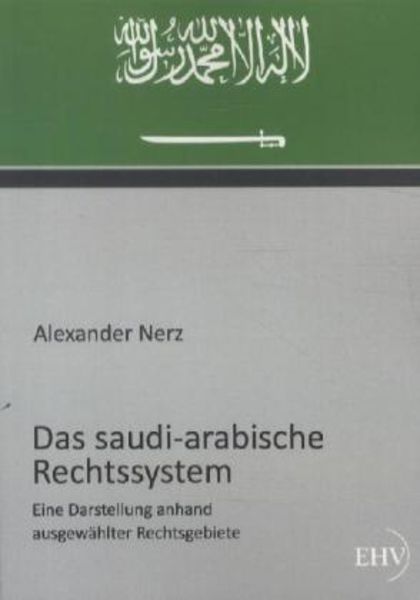 لا إله إلا الله محمد رسول الله
Alexander Nerz
Das saudi-arabische
Rechtssystem
Eine Darstellung anhand
ausgewählter Rechtsgebiete
EHV